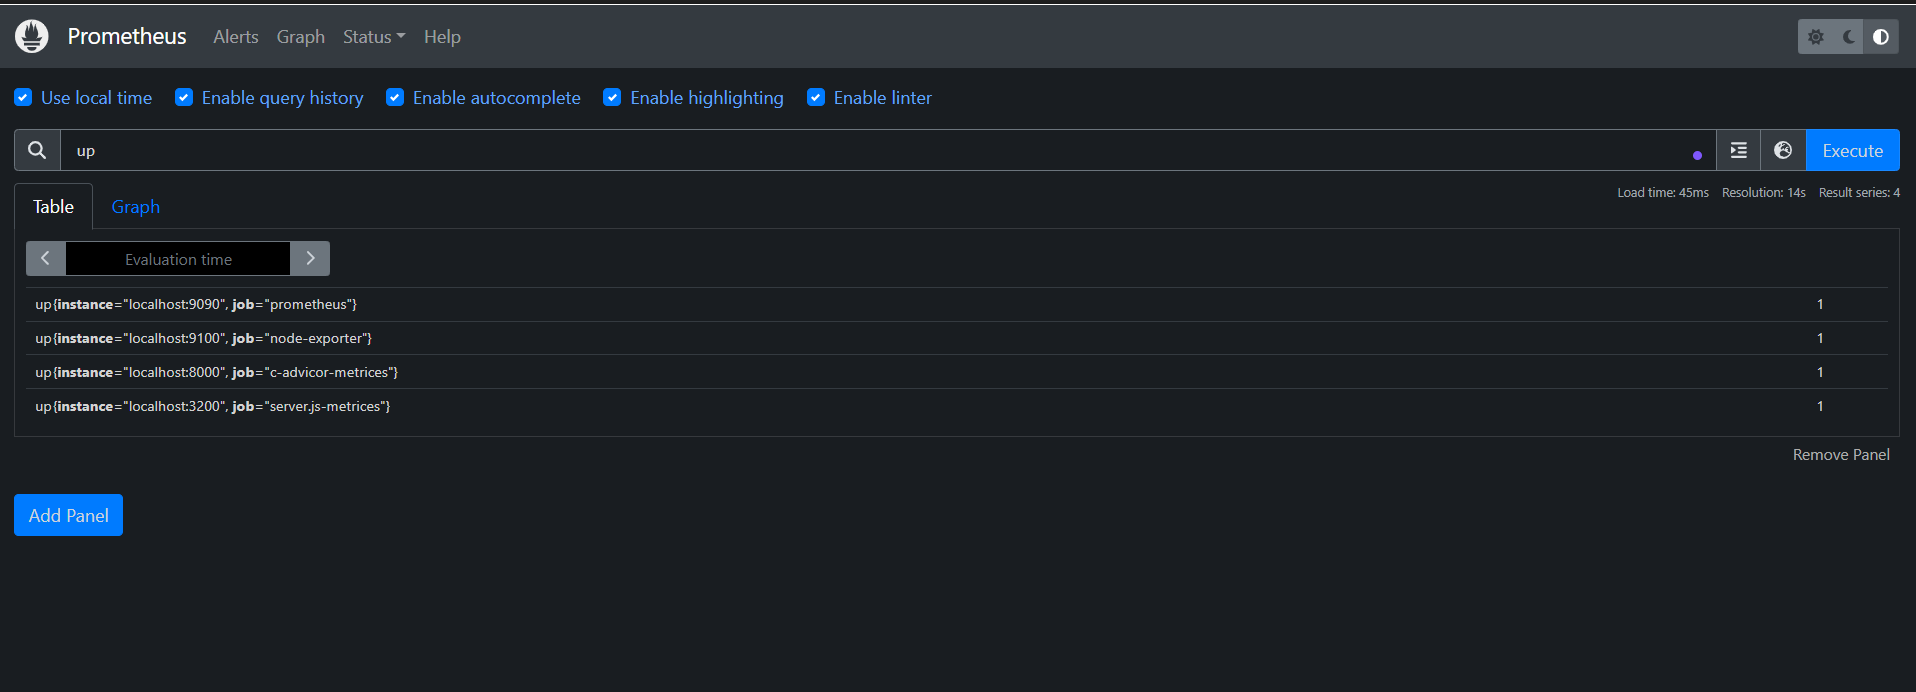 Prometheus Alerts Graph Status Help
Use local time Enable query history Enable autocomplete Enable highlighting Enable linter
up Execute
Load time: 45ms Resolution: 14s Result series: 4
Table Graph
Evaluation time
up{instance="localhost:9090", job="prometheus"} 1
up{instance="localhost:9100", job="node-exporter"} 1
up{instance="localhost:8000", job="c-advicor-metrices"} 1
up{instance="localhost:3200", job="server.js-metrices"} 1
Remove Panel
Add Panel